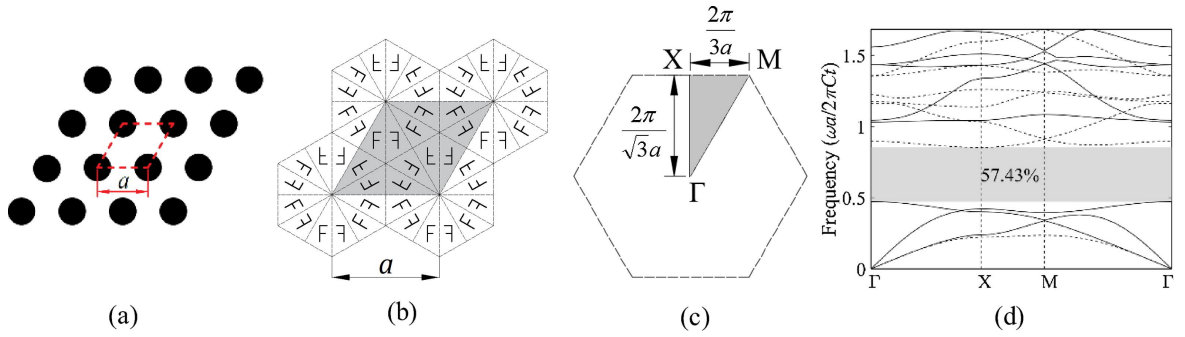 a
(a)
F F F F F F F F F F F F
F F F F F F F F F F F F
F F F F F F F F F F F F
F F F F F F F F F F F F
a
(b)
2π
3a
X M
2π
√3a
Γ
(c)
Frequency (ωa/2πCt)
1.5
1
0.5
0
57.43%
Γ X M Γ
(d)